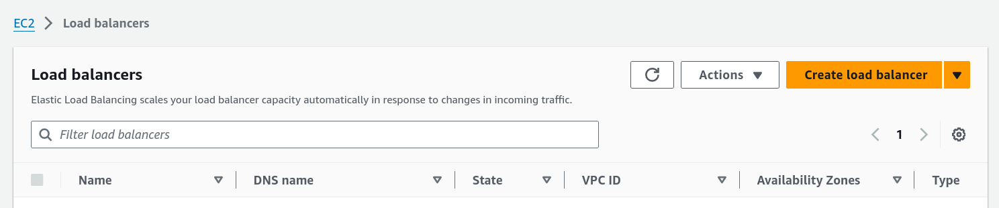 EC2 Load balancers
Load balancers
Actions
Create load balancer
Elastic Load Balancing scales your load balancer capacity automatically in response to changes in incoming traffic.
Filter load balancers
1
Name DNS name State VPC ID Availability Zones Type